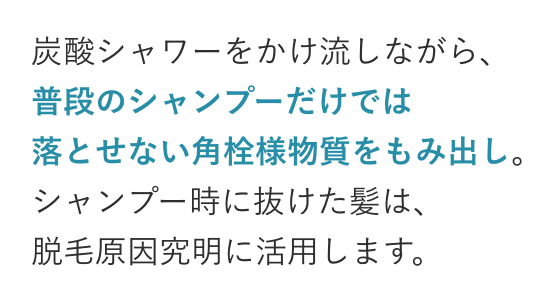 炭酸シャワーをかけ流しながら、
普段のシャンプーだけでは
落とせない角栓様物質をもみ出し。
シャンプー時に抜けた髪は、
脱毛原因究明に活用します。